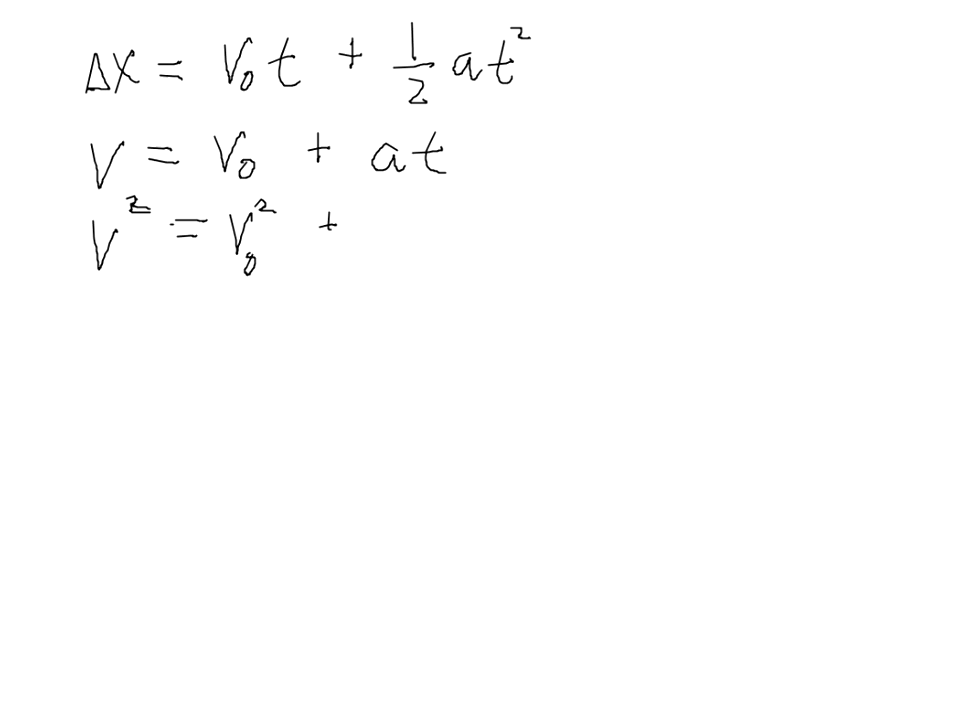 Δx = v₀t + ½at²
v = v₀ + at
v² = v₀² +